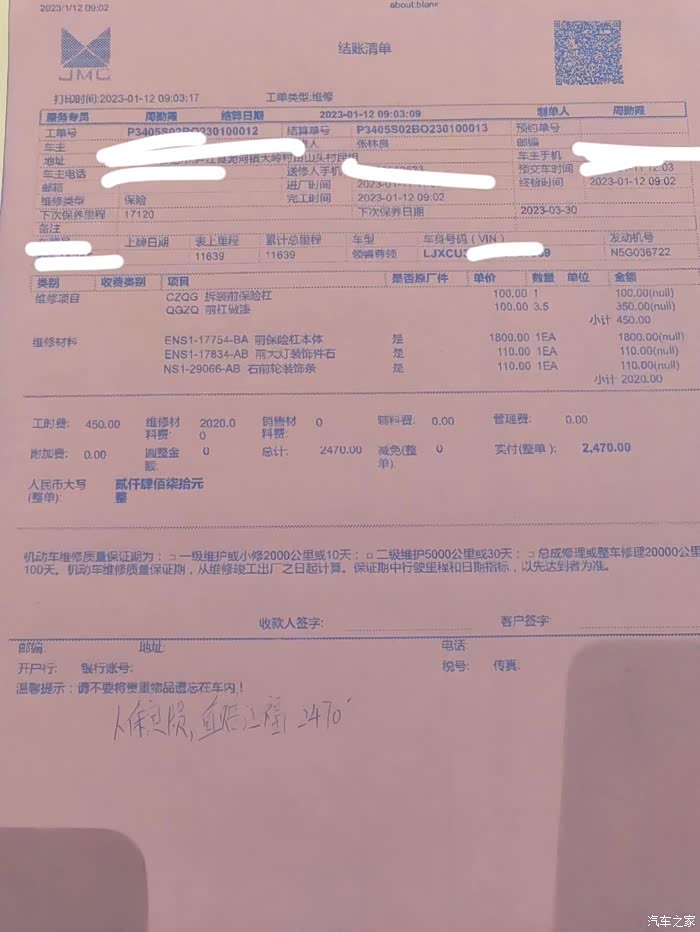 2023/1/12 09:02 about:blank
JMC
结账清单
打印时间:2023-01-12 09:03:17 工单类型:维修
服务专员 周勤霞 结算日期 2023-01-12 09:03:09 制单人 周勤霞
工单号 P3405S02BO230100012 结算单号 P3405S02BO230100013 预约单号
车主 张林良 邮编
地址 大岭村山头村民组 车主手机
车主电话 送修人手机 预交车时间
邮箱 进厂时间 终检时间 2023-01-12 09:02
维修类型 保险 完工时间 2023-01-12 09:02
下次保养里程 17120 下次保养日期 2023-03-30
备注
上牌日期 表上里程 累计总里程 车型 车身号码（VIN） 发动机号
11639 11639 领睿尊领 LJXCU N5G036722
类别 收费类别 项目 是否原厂件 单价 数量 单位 金额
维修项目 CZQG 拆装前保险杠 100.00 1 100.00(null)
QGZQ 前杠做漆 100.00 3.5 350.00(null)
小计 450.00
维修材料 ENS1-17754-BA 前保险杠本体 是 1800.00 1EA 1800.00(null)
ENS1-17834-AB 前大灯装饰件右 是 110.00 1EA 110.00(null)
NS1-29066-AB 右前轮装饰条 是 110.00 1EA 110.00(null)
小计 2020.00
工时费: 450.00 维修材料费: 2020.00 销售材料费: 0 辅料费: 0.00 管理费: 0.00
附加费: 0.00 圆整金额: 0 总计: 2470.00 减免(整单): 0 实付(整单): 2,470.00
人民币大写(整单): 贰仟肆佰柒拾元整
机动车维修质量保证期为：□一级维护或小修2000公里或10天；□二级维护5000公里或30天；□总成修理或整车修理20000公里
100天。机动车维修质量保证期，从维修竣工出厂之日起计算。保证期中行驶里程和日期指标，以先达到者为准。
收款人签字: 客户签字:
邮编: 地址: 电话:
开户行: 银行账号: 税号: 传真:
温馨提示：请不要将贵重物品遗忘在车内！
2470
汽车之家